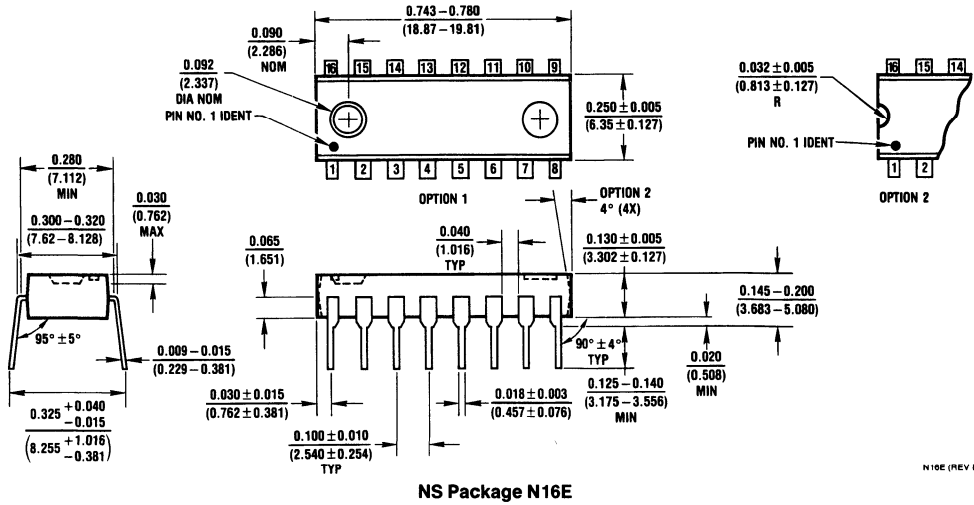 0.743 – 0.780
(18.87 – 19.81)
0.090
(2.286)
NOM
0.092
(2.337)
DIA NOM
PIN NO. 1 IDENT
16 15 14 13 12 11 10 9
1 2 3 4 5 6 7 8
0.250 ± 0.005
(6.35 ± 0.127)
OPTION 1
0.032 ± 0.005
(0.813 ± 0.127)
R
PIN NO. 1 IDENT
16 15 14
1 2
OPTION 2
0.280
(7.112)
MIN
0.300 – 0.320
(7.62 – 8.128)
0.030
(0.762)
MAX
95° ± 5°
0.009 – 0.015
(0.229 – 0.381)
0.325 +0.040
–0.015
(8.255 +1.016
–0.381)
0.065
(1.651)
0.040
(1.016)
TYP
OPTION 2
4° (4X)
0.130 ± 0.005
(3.302 ± 0.127)
0.145 – 0.200
(3.683 – 5.080)
90° ± 4°
TYP
0.020
(0.508)
MIN
0.125 – 0.140
(3.175 – 3.556)
MIN
0.030 ± 0.015
(0.762 ± 0.381)
0.018 ± 0.003
(0.457 ± 0.076)
0.100 ± 0.010
(2.540 ± 0.254)
TYP
N16E (REV
NS Package N16E